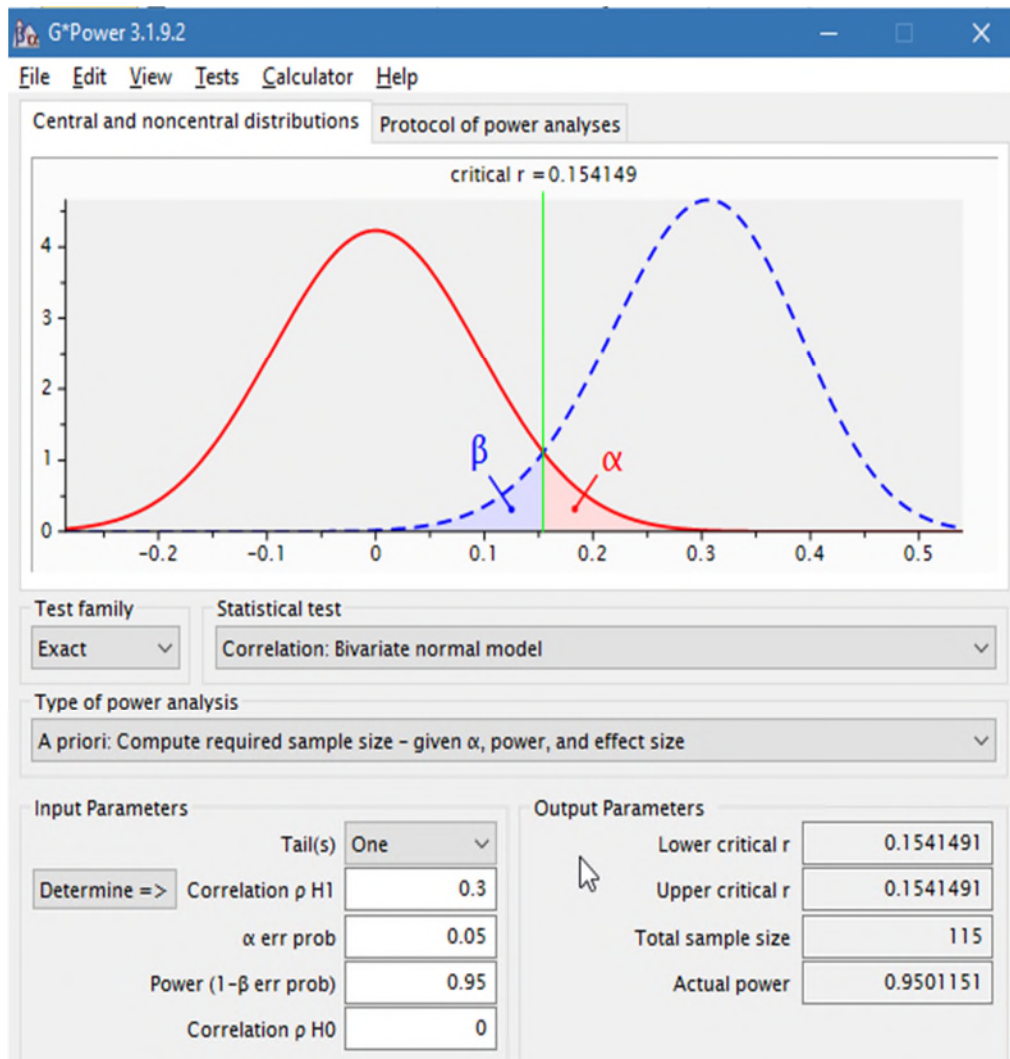 G*Power 3.1.9.2
File Edit View Tests Calculator Help
Central and noncentral distributions Protocol of power analyses
critical r = 0.154149
4
3
2
1
0
β α
-0.2 -0.1 0 0.1 0.2 0.3 0.4 0.5
Test family Statistical test
Exact Correlation: Bivariate normal model
Type of power analysis
A priori: Compute required sample size – given α, power, and effect size
Input Parameters Output Parameters
Tail(s) One Lower critical r 0.1541491
Determine => Correlation ρ H1 0.3 Upper critical r 0.1541491
α err prob 0.05 Total sample size 115
Power (1-β err prob) 0.95 Actual power 0.9501151
Correlation ρ H0 0